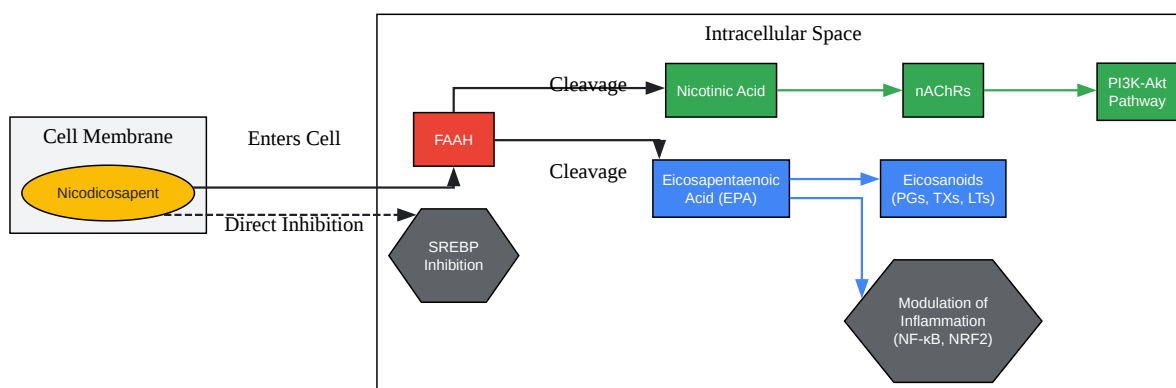 Intracellular Space
Cleavage
Nicotinic Acid
nAChRs
PI3K-Akt
Pathway
Cell Membrane
Enters Cell
FAAH
Cleavage
Nicodicosapent
Eicosapentaenoic
Acid (EPA)
Eicosanoids
(PGs, TXs, LTs)
Direct Inhibition
SREBP
Inhibition
Modulation of
Inflammation
(NF-κB, NRF2)